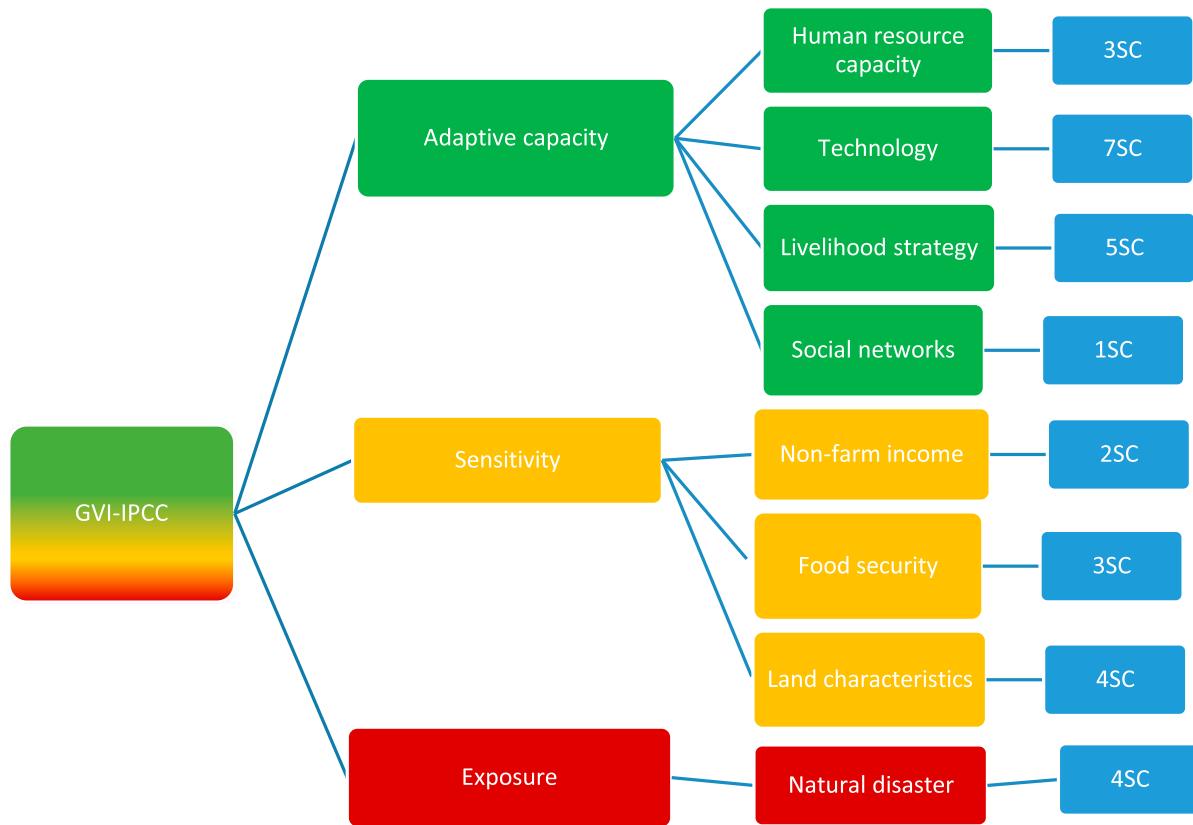 Human resource
capacity
3SC
Adaptive capacity
Technology
7SC
Livelihood strategy
5SC
Social networks
1SC
GVI-IPCC
Sensitivity
Non-farm income
2SC
Food security
3SC
Land characteristics
4SC
Exposure
Natural disaster
4SC